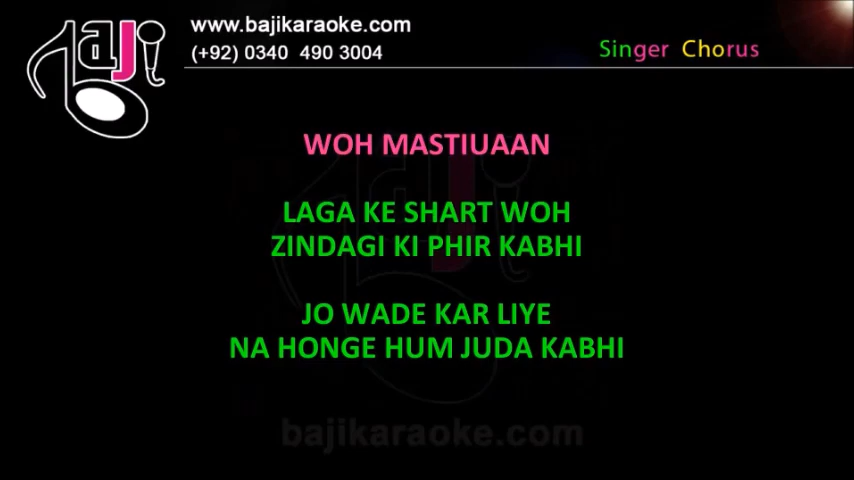 aJi
www.bajikaraoke.com
(+92) 0340 490 3004
Singer Chorus
WOH MASTIUAAN
LAGA KE SHART WOH
ZINDAGI KI PHIR KABHI
JO WADE KAR LIYE
NA HONGE HUM JUDA KABHI
bajikaraoke.com